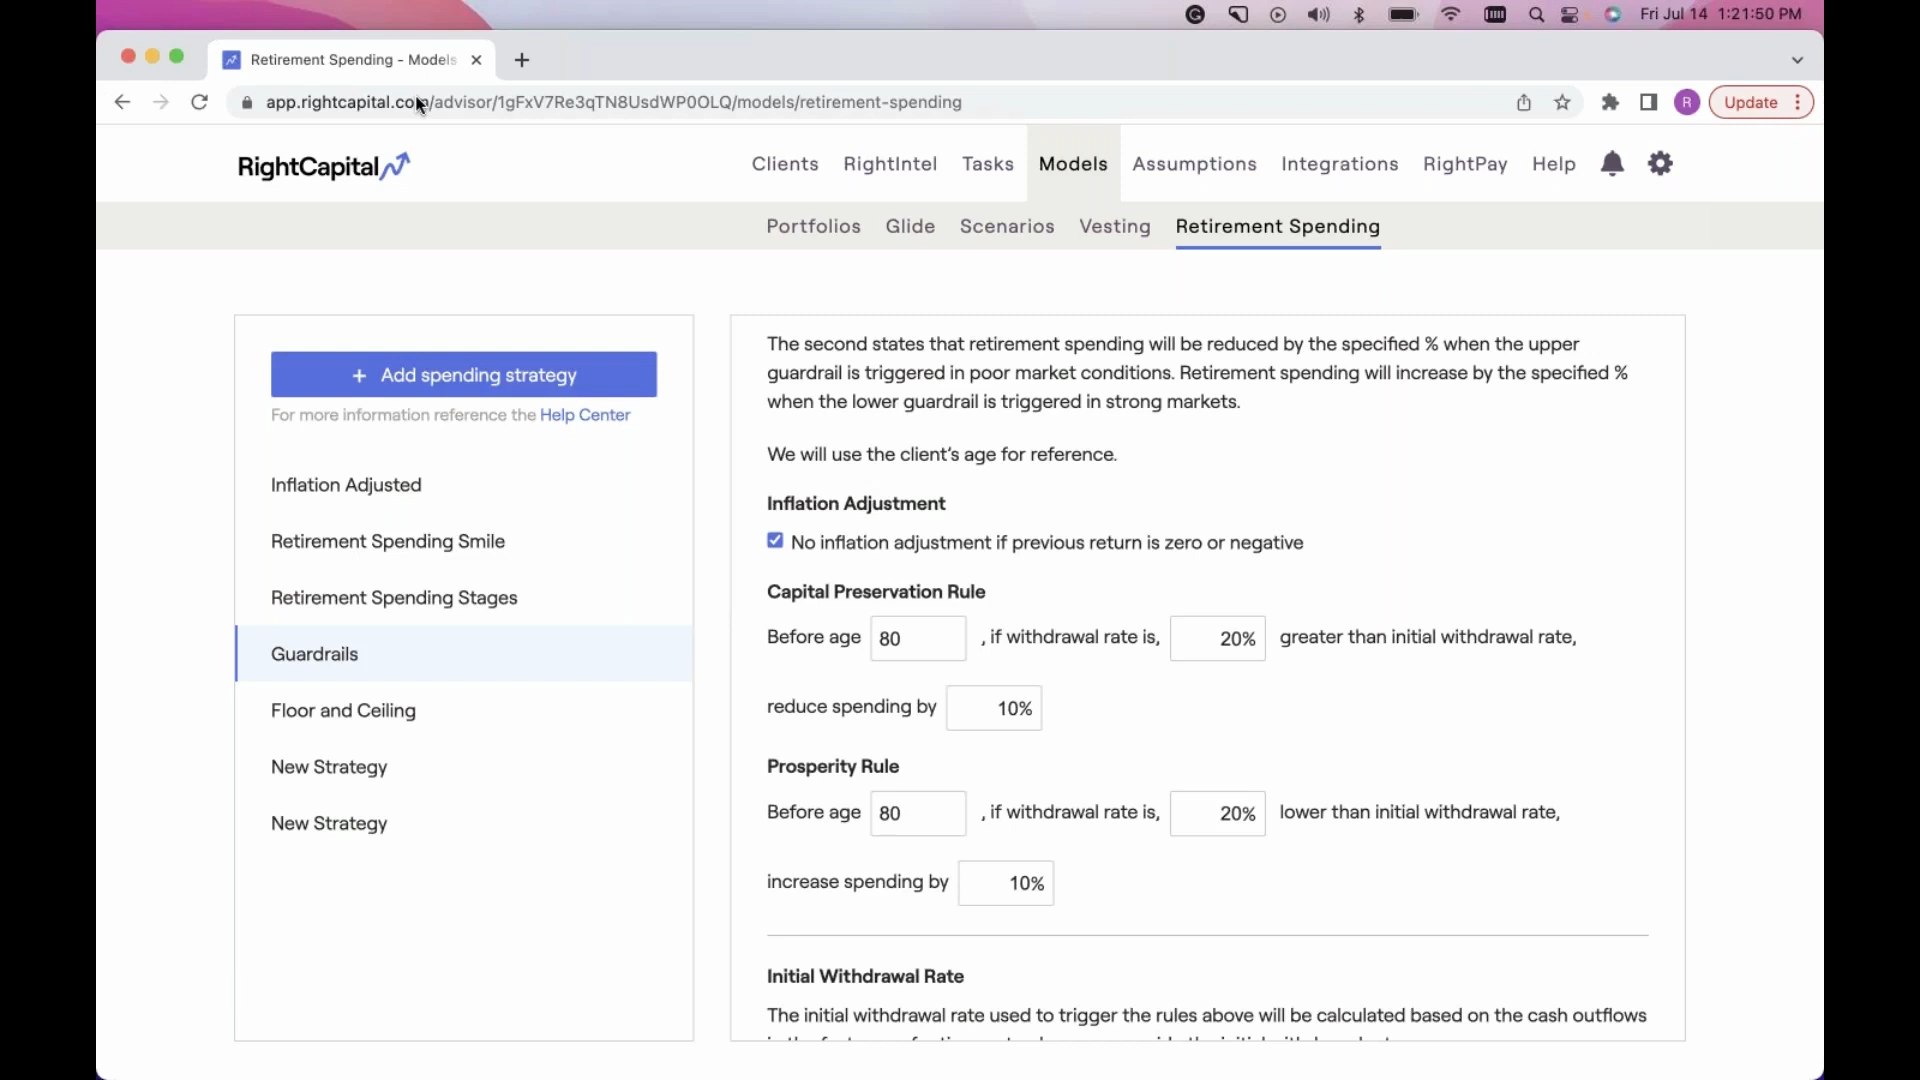 Fri Jul 14 1:21:50 PM
Retirement Spending - Models
app.rightcapital.com/advisor/1gFxV7Re3qTN8UsdWP0OLQ/models/retirement-spending
R
Update
RightCapital
Clients RightIntel Tasks Models Assumptions Integrations RightPay Help
Portfolios Glide Scenarios Vesting Retirement Spending
+ Add spending strategy
For more information reference the Help Center
Inflation Adjusted
Retirement Spending Smile
Retirement Spending Stages
Guardrails
Floor and Ceiling
New Strategy
New Strategy
The second states that retirement spending will be reduced by the specified % when the upper
guardrail is triggered in poor market conditions. Retirement spending will increase by the specified %
when the lower guardrail is triggered in strong markets.
We will use the client’s age for reference.
Inflation Adjustment
No inflation adjustment if previous return is zero or negative
Capital Preservation Rule
Before age 80 , if withdrawal rate is, 20% greater than initial withdrawal rate,
reduce spending by 10%
Prosperity Rule
Before age 80 , if withdrawal rate is, 20% lower than initial withdrawal rate,
increase spending by 10%
Initial Withdrawal Rate
The initial withdrawal rate used to trigger the rules above will be calculated based on the cash outflows